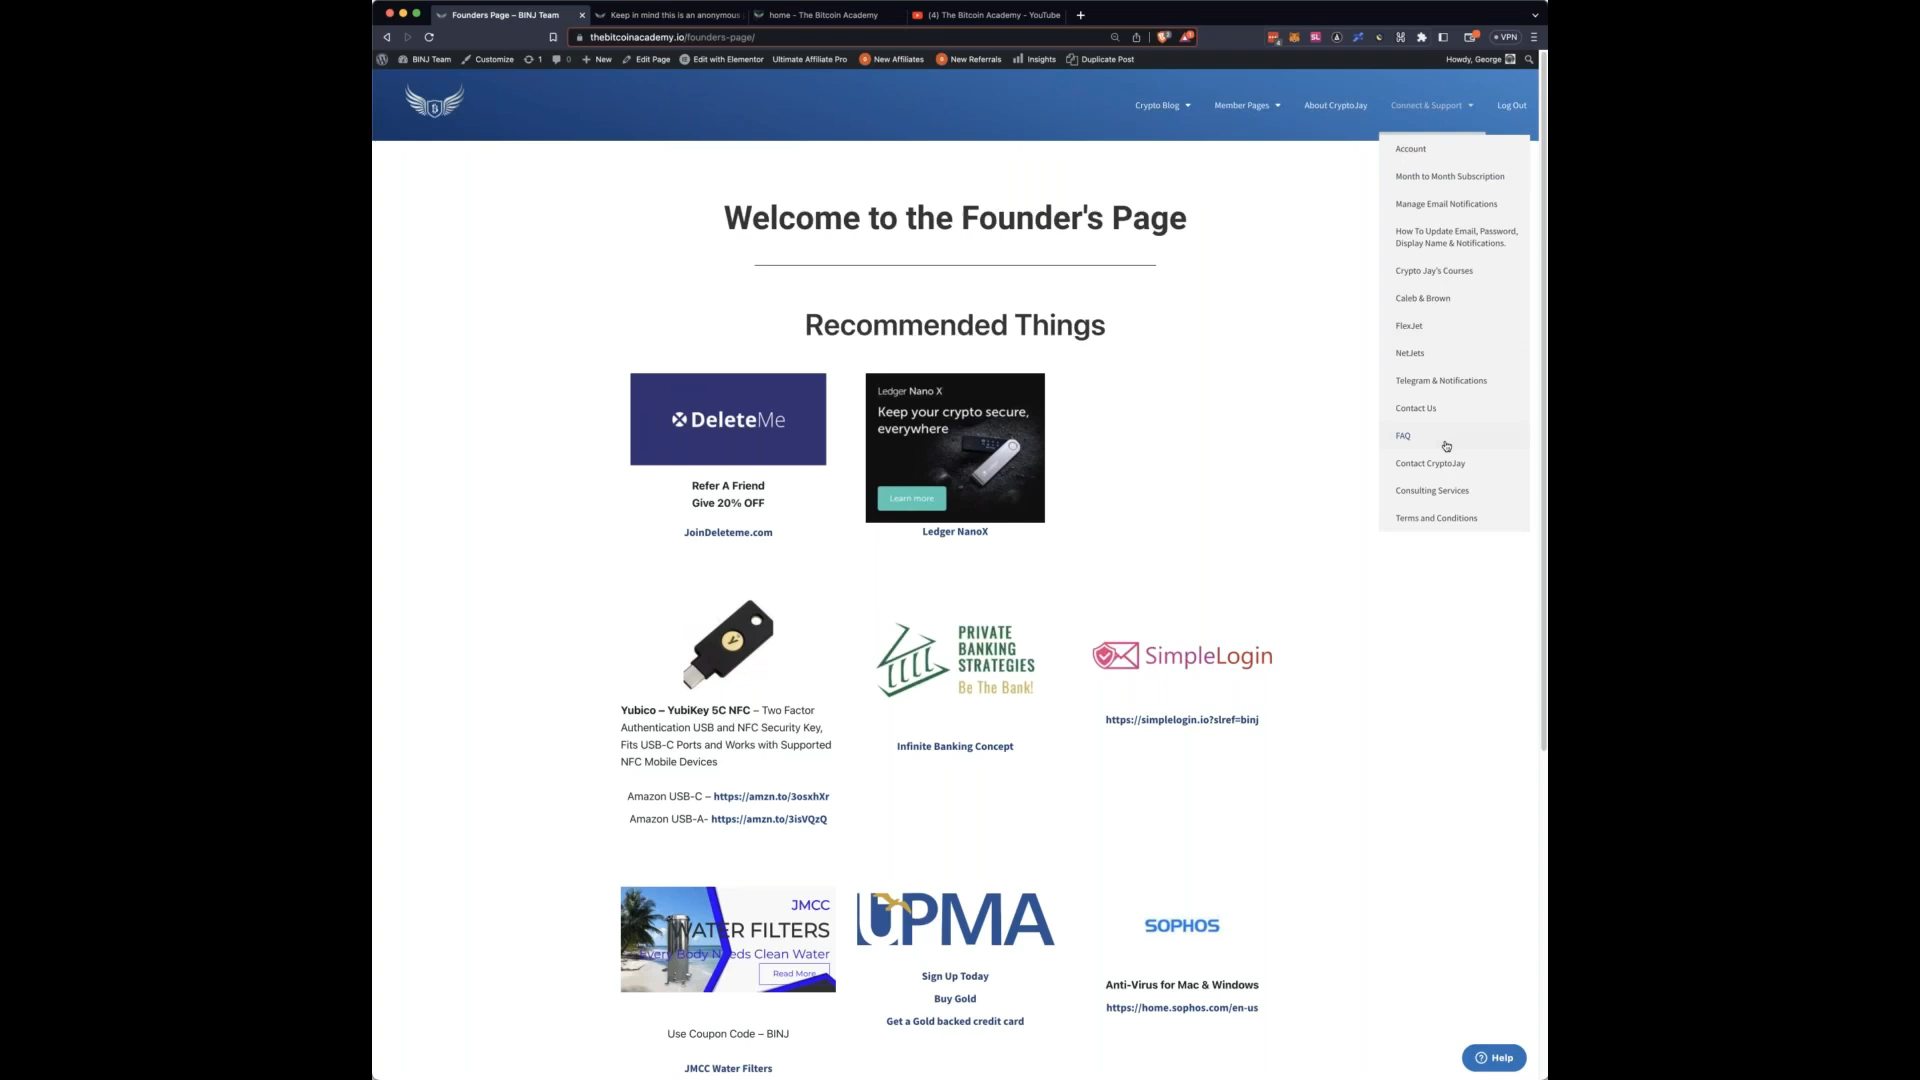 Founders Page – BINJ Team
Keep in mind this is an anonymous
home - The Bitcoin Academy
(4) The Bitcoin Academy - YouTube
thebitcoinacademy.io/founders-page/
VPN
BINJ Team
Customize
1
0
New
Edit Page
Edit with Elementor
Ultimate Affiliate Pro
0 New Affiliates
0 New Referrals
Insights
Duplicate Post
Howdy, George
Crypto Blog
Member Pages
About CryptoJay
Connect & Support
Log Out
Account
Month to Month Subscription
Manage Email Notifications
How To Update Email, Password,
Display Name & Notifications.
Crypto Jay's Courses
Caleb & Brown
FlexJet
NetJets
Telegram & Notifications
Contact Us
FAQ
Contact CryptoJay
Consulting Services
Terms and Conditions
Welcome to the Founder's Page
Recommended Things
DeleteMe
Refer A Friend
Give 20% OFF
JoinDeleteme.com
Ledger Nano X
Keep your crypto secure,
everywhere
Learn more
Ledger NanoX
Yubico – YubiKey 5C NFC – Two Factor
Authentication USB and NFC Security Key,
Fits USB-C Ports and Works with Supported
NFC Mobile Devices
Amazon USB-C – https://amzn.to/3osxhXr
Amazon USB-A- https://amzn.to/3isVQzQ
PRIVATE
BANKING
STRATEGIES
Be The Bank!
Infinite Banking Concept
SimpleLogin
https://simplelogin.io?slref=binj
JMCC
WATER FILTERS
Every Body Needs Clean Water
Read More
Use Coupon Code – BINJ
JMCC Water Filters
UPMA
Sign Up Today
Buy Gold
Get a Gold backed credit card
SOPHOS
Anti-Virus for Mac & Windows
https://home.sophos.com/en-us
Help